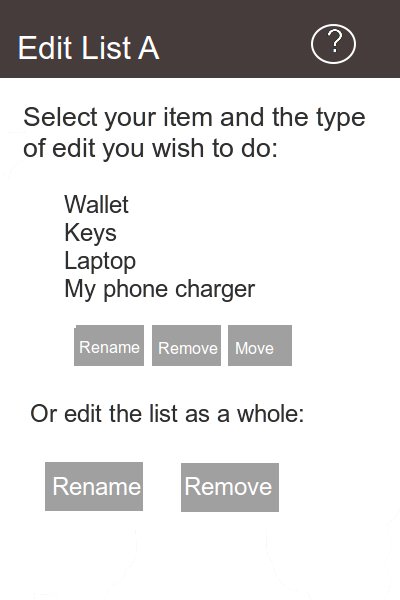 Edit List A ?
Select your item and the type
of edit you wish to do:
Wallet
Keys
Laptop
My phone charger
Rename Remove Move
Or edit the list as a whole:
Rename Remove